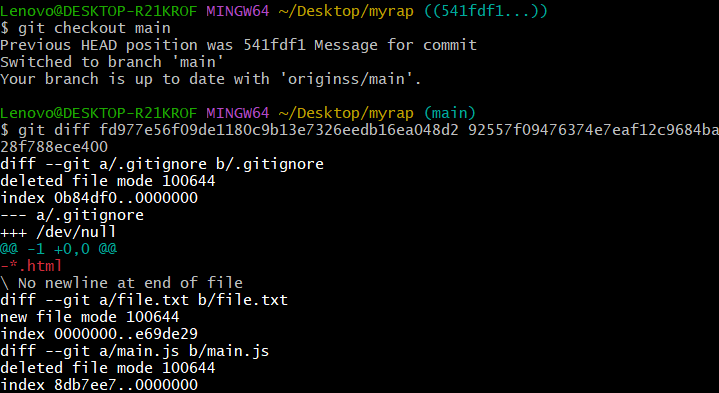 Lenovo@DESKTOP-R21KROF MINGW64 ~/Desktop/myrap ((541fdf1...))
$ git checkout main
Previous HEAD position was 541fdf1 Message for commit
Switched to branch 'main'
Your branch is up to date with 'originss/main'.

Lenovo@DESKTOP-R21KROF MINGW64 ~/Desktop/myrap (main)
$ git diff fd977e56f09de1180c9b13e7326eedb16ea048d2 92557f09476374e7eaf12c9684ba
28f788ece400
diff --git a/.gitignore b/.gitignore
deleted file mode 100644
index 0b84df0..0000000
--- a/.gitignore
+++ /dev/null
@@ -1 +0,0 @@
-*.html
\ No newline at end of file
diff --git a/file.txt b/file.txt
new file mode 100644
index 0000000..e69de29
diff --git a/main.js b/main.js
deleted file mode 100644
index 8db7ee7..0000000